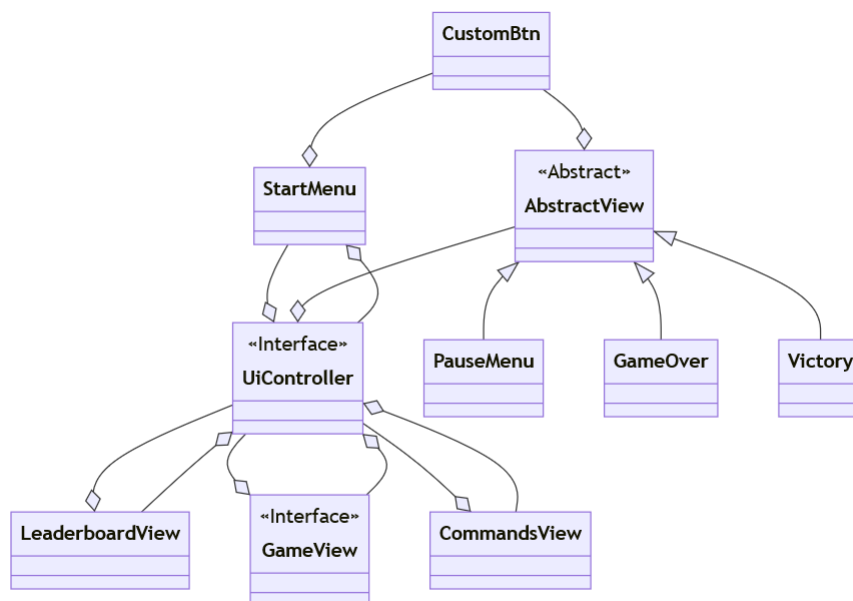 CustomBtn
StartMenu
«Abstract»
AbstractView
«Interface»
UiController
PauseMenu
GameOver
Victory
LeaderboardView
«Interface»
GameView
CommandsView